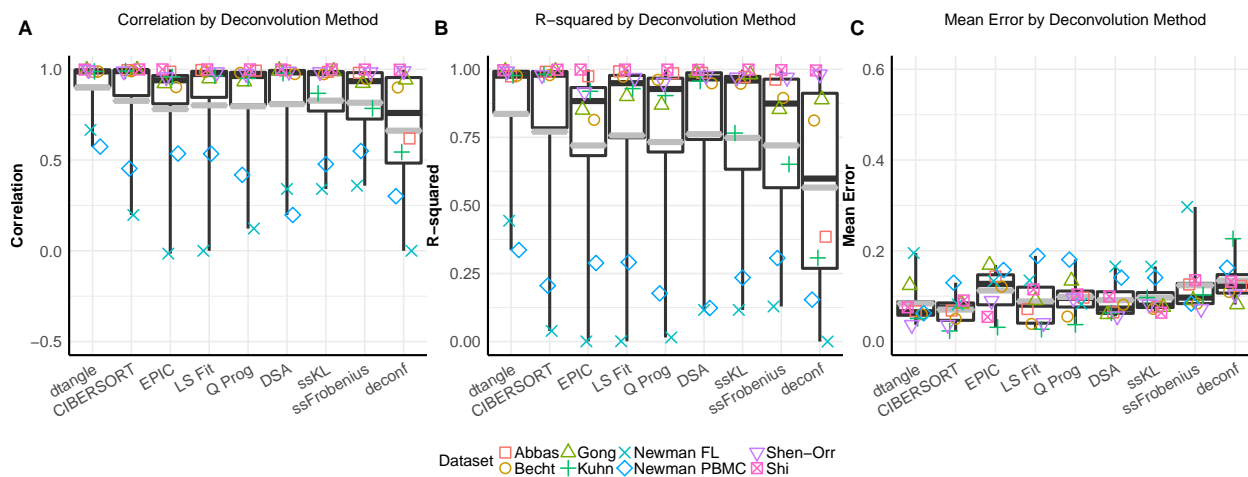 Correlation by Deconvolution Method
R-squared by Deconvolution Method
Mean Error by Deconvolution Method
A
B
C
Correlation
1.0
0.5
0.0
−0.5
dtangle
CIBERSORT
EPIC
LS Fit
Q Prog
DSA
ssKL
ssFrobenius
deconf
R-squared
1.00
0.75
0.50
0.25
0.00
dtangle
CIBERSORT
EPIC
LS Fit
Q Prog
DSA
ssKL
ssFrobenius
deconf
Mean Error
0.6
0.4
0.2
0.0
dtangle
CIBERSORT
EPIC
LS Fit
Q Prog
DSA
ssKL
ssFrobenius
deconf
Dataset
Abbas Gong Newman FL Shen−Orr
Becht Kuhn Newman PBMC Shi